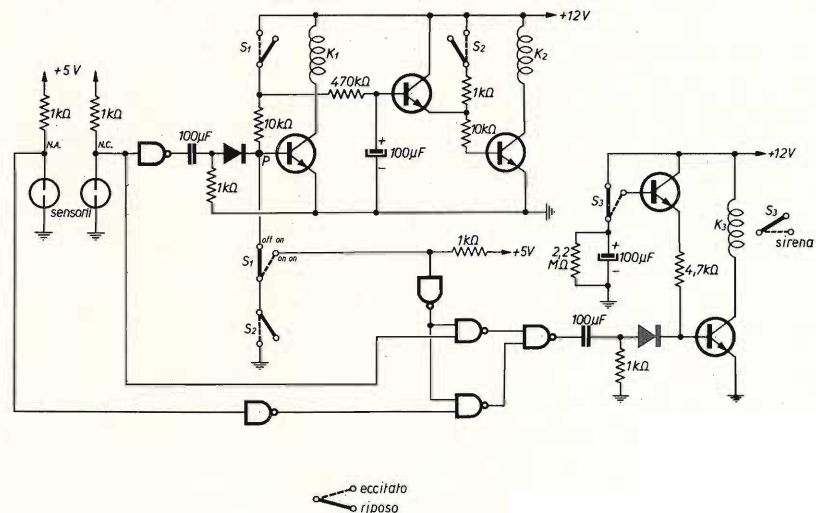 +12V
S1
K1
S2
K2
+5V
1kΩ
1kΩ
470kΩ
1kΩ
N.A.
N.C.
100µF
10kΩ
10kΩ
+
100µF
-
P
1kΩ
sensori
+12V
S3
K3
S3
sirena
off on
on on
S1
1kΩ
+5V
2,2
MΩ
+
100µF
-
4,7kΩ
S2
100µF
1kΩ
eccitato
riposo